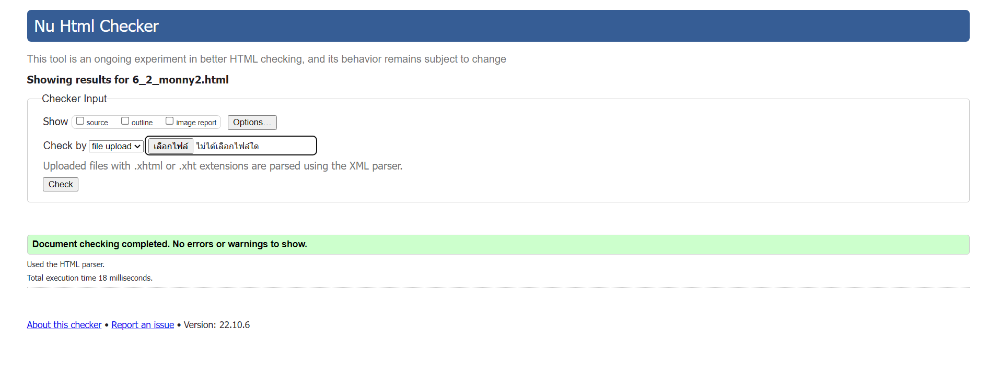 Nu Html Checker
This tool is an ongoing experiment in better HTML checking, and its behavior remains subject to change
Showing results for 6_2_monny2.html
Checker Input
Show source outline image report Options...
Check by file upload เลือกไฟล์ ไม่ได้เลือกไฟล์ใด
Uploaded files with .xhtml or .xht extensions are parsed using the XML parser.
Check
Document checking completed. No errors or warnings to show.
Used the HTML parser.
Total execution time 18 milliseconds.
About this checker • Report an issue • Version: 22.10.6